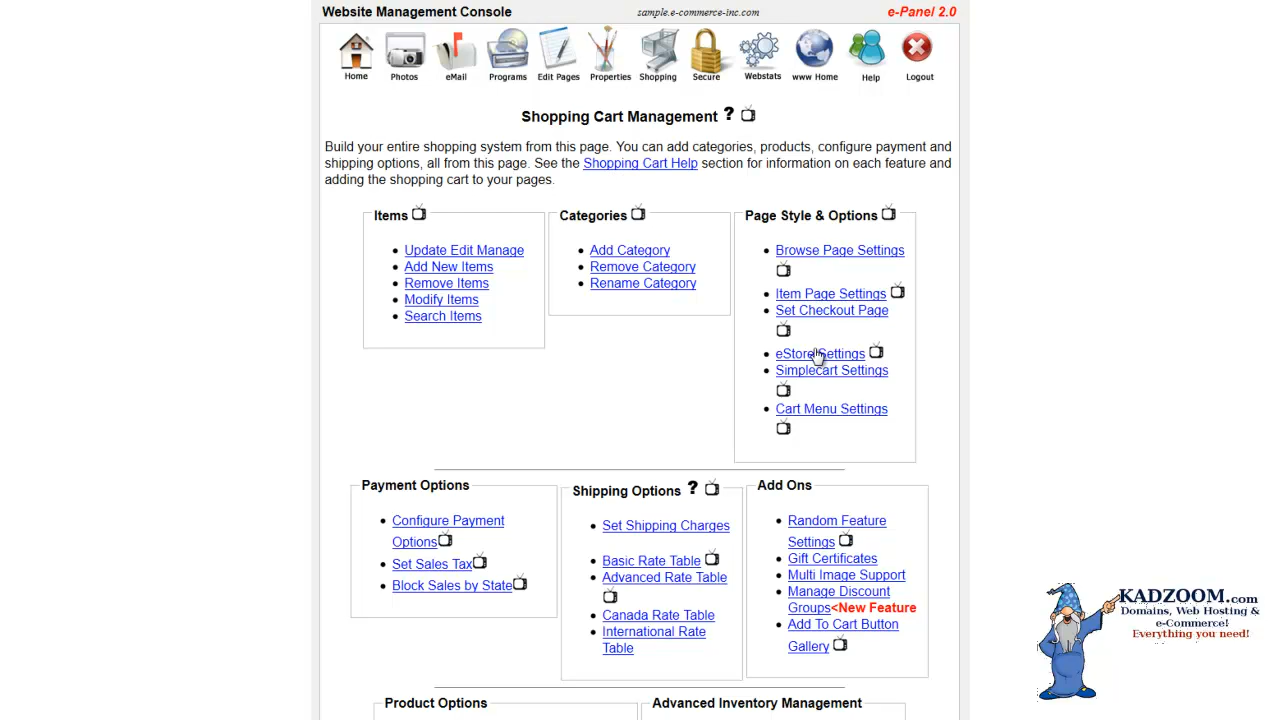 Website Management Console
sample.e-commerce-inc.com
e-Panel 2.0
Home
Photos
eMail
Programs
Edit Pages
Properties
Shopping
Secure
Webstats
www Home
Help
Logout
Shopping Cart Management ?
Build your entire shopping system from this page. You can add categories, products, configure payment and
shipping options, all from this page. See the Shopping Cart Help section for information on each feature and
adding the shopping cart to your pages.
Items
Update Edit Manage
Add New Items
Remove Items
Modify Items
Search Items
Categories
Add Category
Remove Category
Rename Category
Page Style & Options
Browse Page Settings
Item Page Settings
Set Checkout Page
eStore Settings
Simplecart Settings
Cart Menu Settings
Payment Options
Configure Payment
Options
Set Sales Tax
Block Sales by State
Shipping Options ?
Set Shipping Charges
Basic Rate Table
Advanced Rate Table
Canada Rate Table
International Rate
Table
Add Ons
Random Feature
Settings
Gift Certificates
Multi Image Support
Manage Discount
Groups<New Feature
Add To Cart Button
Gallery
KADZOOM.com
Domains, Web Hosting &
e-Commerce!
Everything you need!
Product Options
Advanced Inventory Management